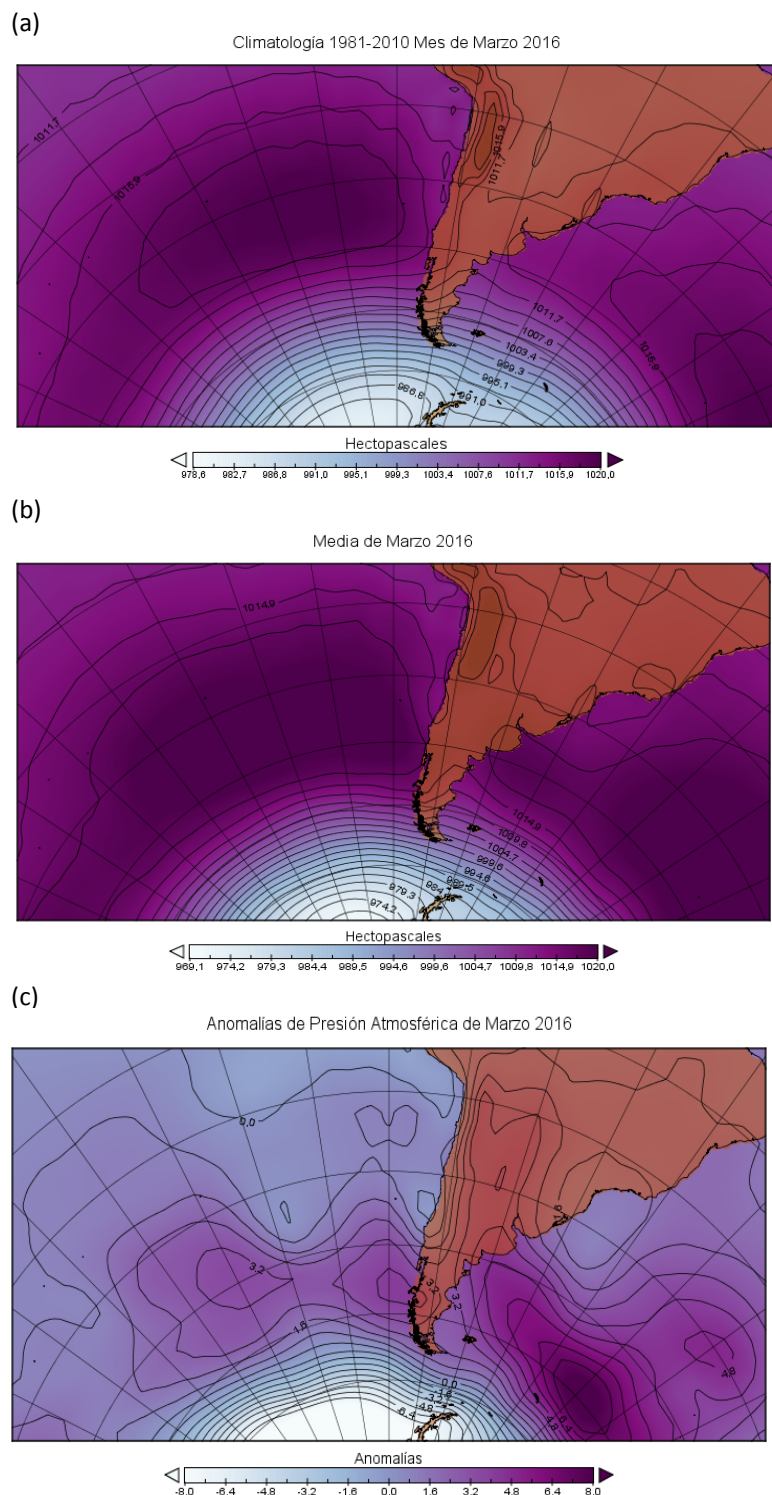 (a)
Climatología 1981-2010 Mes de Marzo 2016
1011,7
1015,9
1015,9
1011,7
1011,7
1007,6
1003,4
999,3
995,1
991,0
986,8
1015,9
Hectopascales
978,6 982,7 986,8 991,0 995,1 999,3 1003,4 1007,6 1011,7 1015,9 1020,0
(b)
Media de Marzo 2016
1014,9
1014,9
1009,8
1004,7
999,6
994,6
989,5
979,3
974,2
Hectopascales
969,1 974,2 979,3 984,4 989,5 994,6 999,6 1004,7 1009,8 1014,9 1020,0
(c)
Anomalías de Presión Atmosférica de Marzo 2016
0,0
3,2
1,6
3,2
3,2
0,0
-4,8
-6,4
4,8
6,4
4,8
Anomalías
-8,0 -6,4 -4,8 -3,2 -1,6 0,0 1,6 3,2 4,8 6,4 8,0